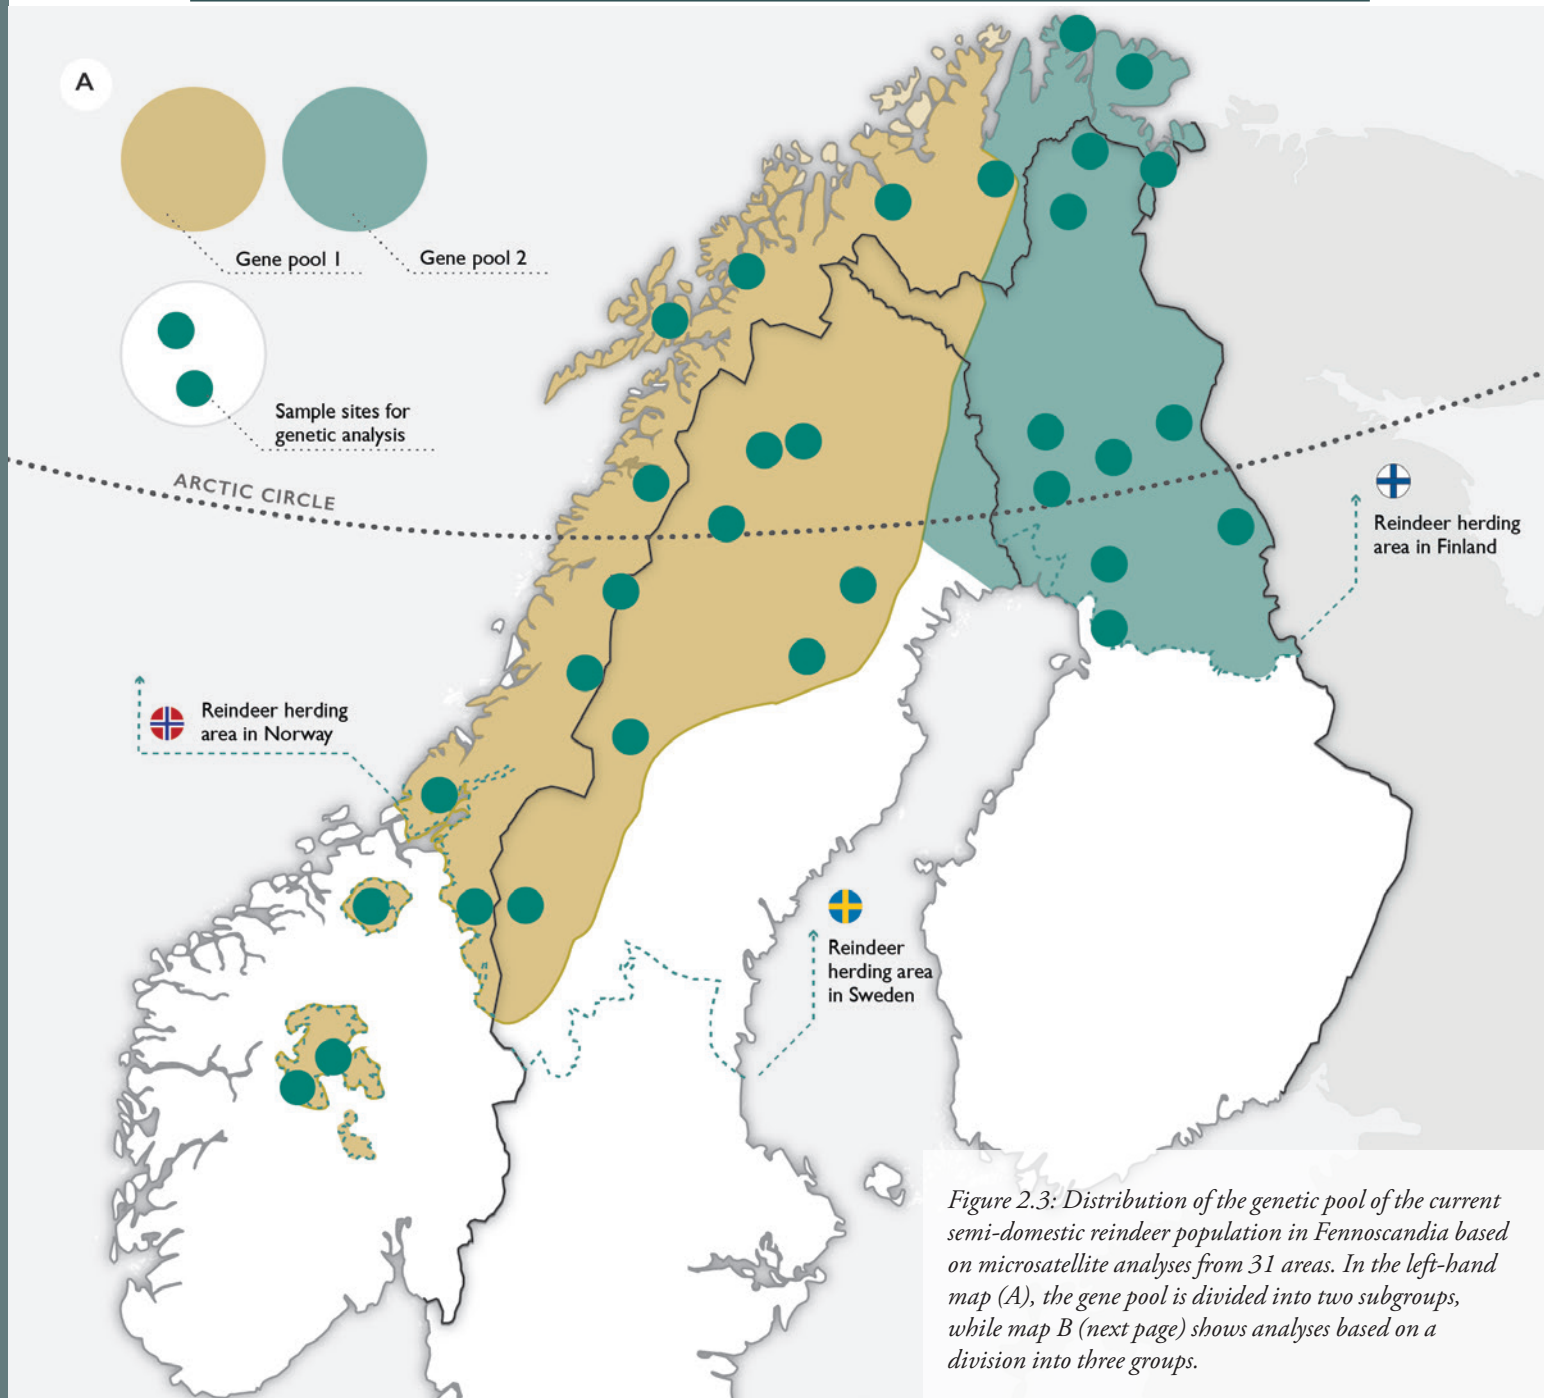 A
Gene pool 1
Gene pool 2
Sample sites for
genetic analysis
ARCTIC CIRCLE
Reindeer herding
area in Finland
Reindeer herding
area in Norway
Reindeer
herding area
in Sweden
Figure 2.3: Distribution of the genetic pool of the current
semi-domestic reindeer population in Fennoscandia based
on microsatellite analyses from 31 areas. In the left-hand
map (A), the gene pool is divided into two subgroups,
while map B (next page) shows analyses based on a
division into three groups.